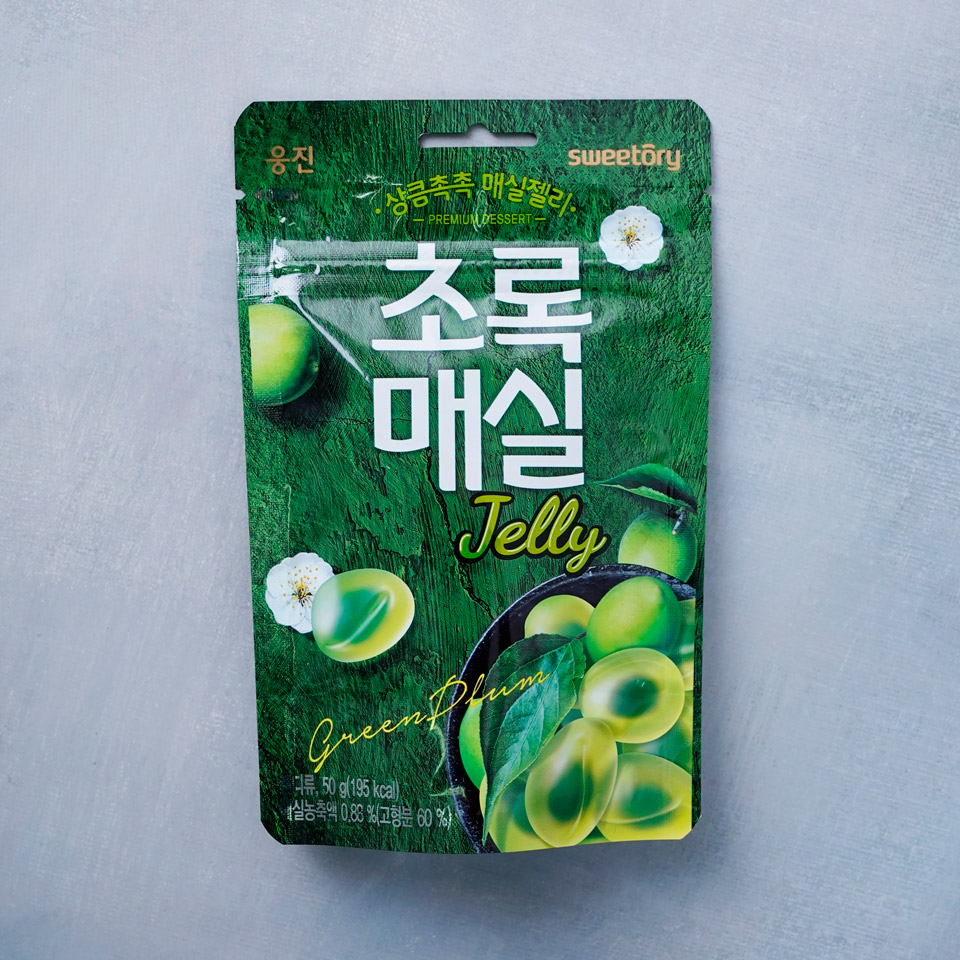 웅진
sweetory
상큼촉촉 매실젤리
PREMIUM DESSERT
초록
매실
Jelly
Green Plum
50 g(195 kcal)
0.86 %(고형분 60 %)